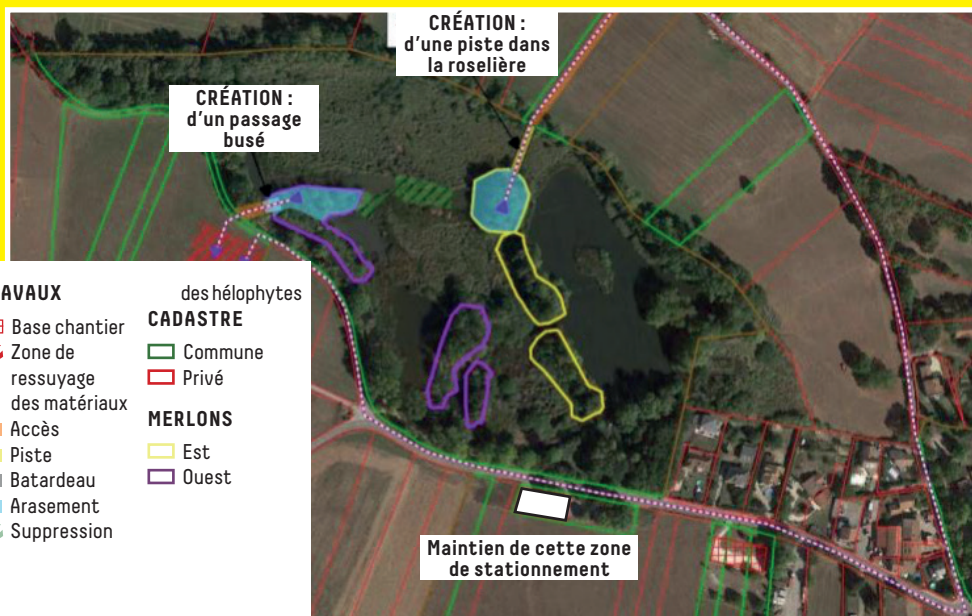 CRÉATION :
d'une piste dans
la roselière
CRÉATION :
d'un passage
busé
AVAUX
Base chantier
Zone de
ressuyage
des matériaux
Accès
Piste
Batardeau
Arasement
Suppression
des hélophytes
CADASTRE
Commune
Privé
MERLONS
Est
Ouest
Maintien de cette zone
de stationnement